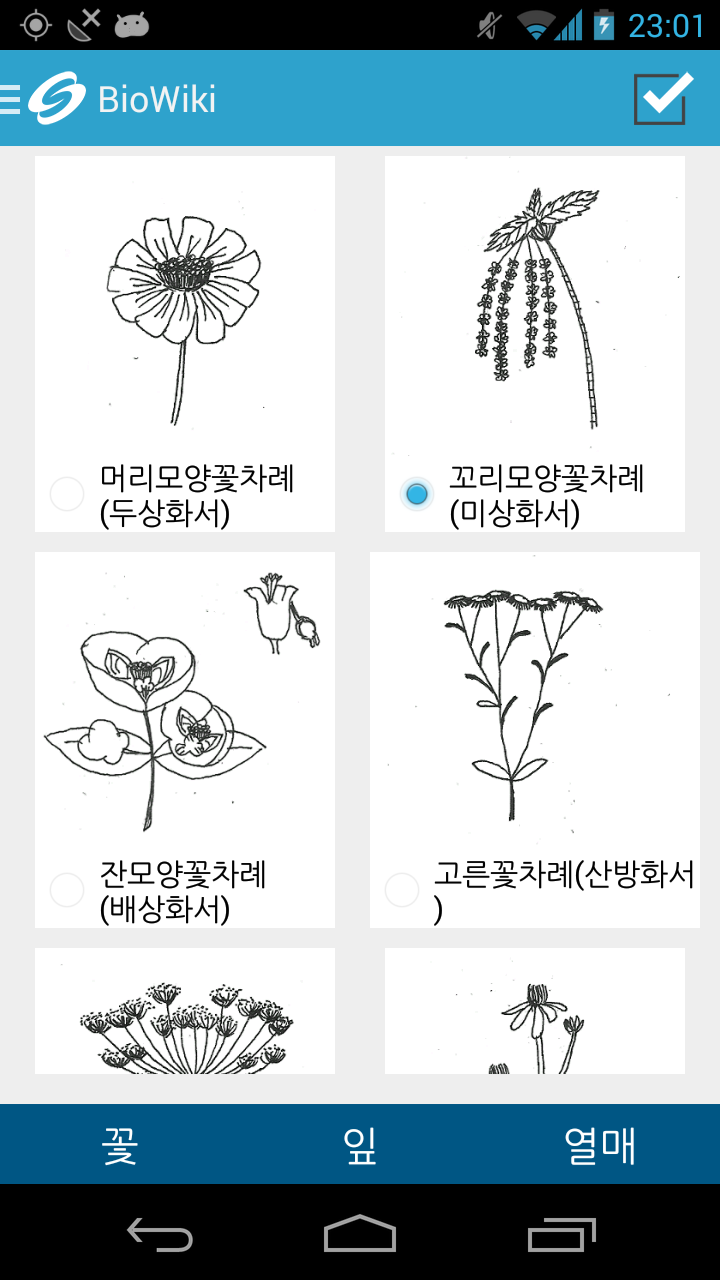 23:01
BioWiki
머리모양꽃차례
(두상화서)
꼬리모양꽃차례
(미상화서)
잔모양꽃차례
(배상화서)
고른꽃차례(산방화서
)
꽃
잎
열매